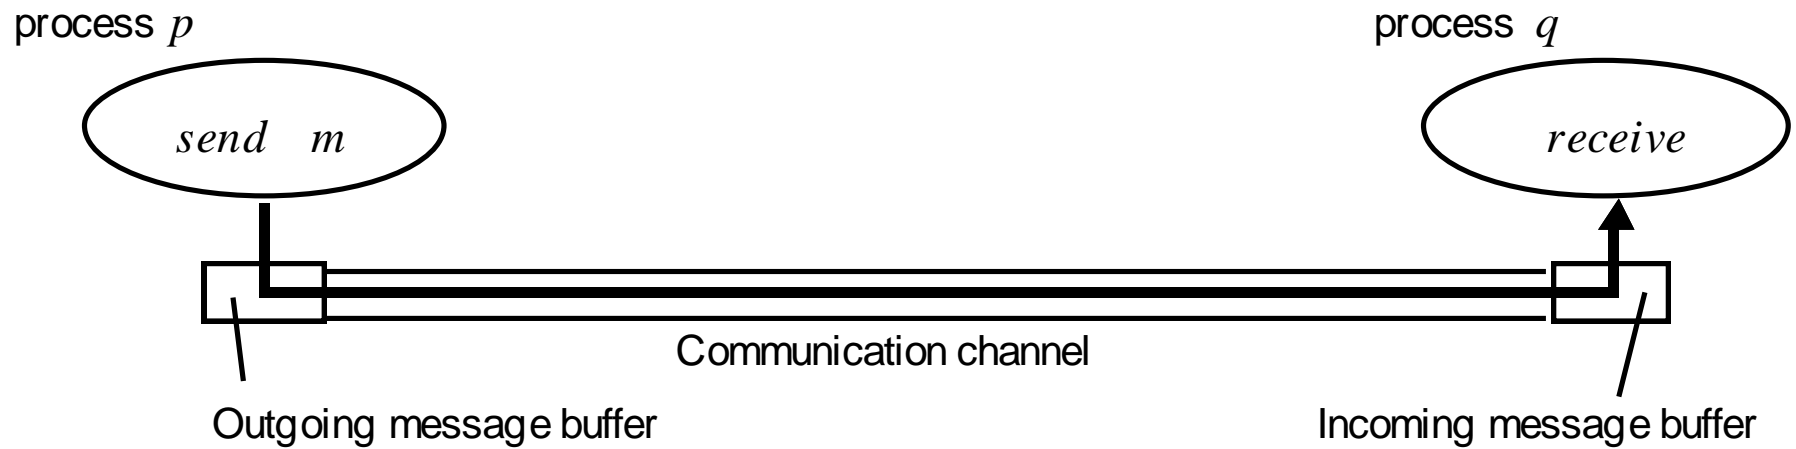 process p
process q
send m
receive
Communication channel
Outgoing message buffer
Incoming message buffer